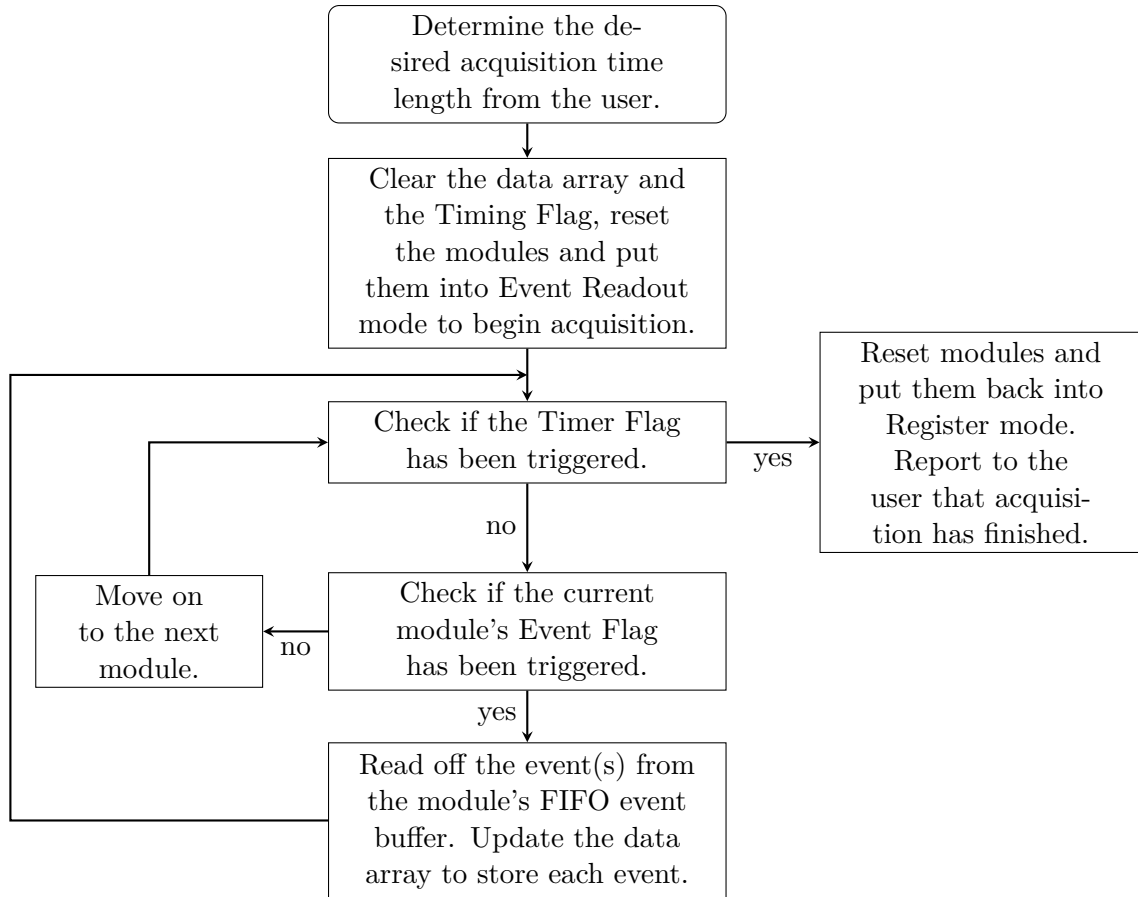 Determine the de-
sired acquisition time
length from the user.
Clear the data array and
the Timing Flag, reset
the modules and put
them into Event Readout
mode to begin acquisition.
Check if the Timer Flag
has been triggered.
yes
Reset modules and
put them back into
Register mode.
Report to the
user that acquisi-
tion has finished.
no
Check if the current
module's Event Flag
has been triggered.
no
Move on
to the next
module.
yes
Read off the event(s) from
the module's FIFO event
buffer. Update the data
array to store each event.